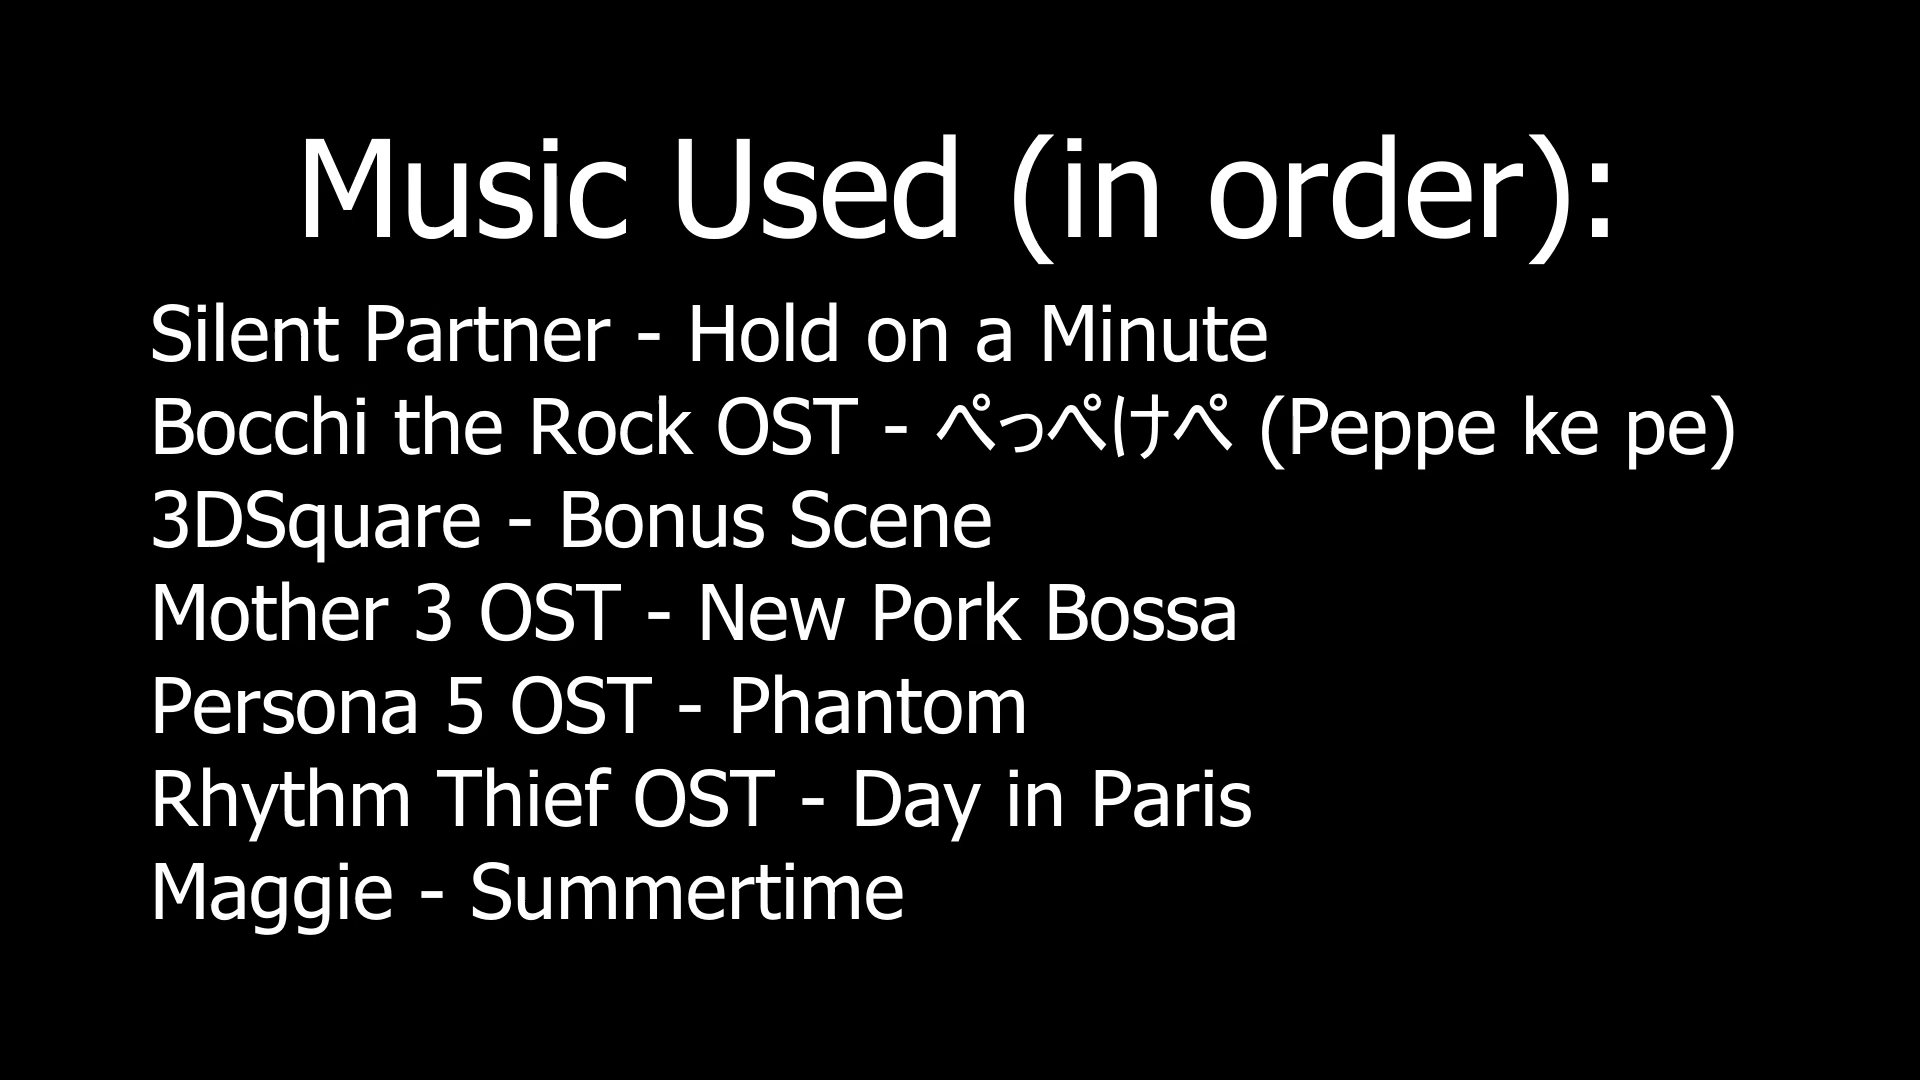 Music Used (in order):
Silent Partner - Hold on a Minute
Bocchi the Rock OST - ぺっぺけぺ (Peppe ke pe)
3DSquare - Bonus Scene
Mother 3 OST - New Pork Bossa
Persona 5 OST - Phantom
Rhythm Thief OST - Day in Paris
Maggie - Summertime